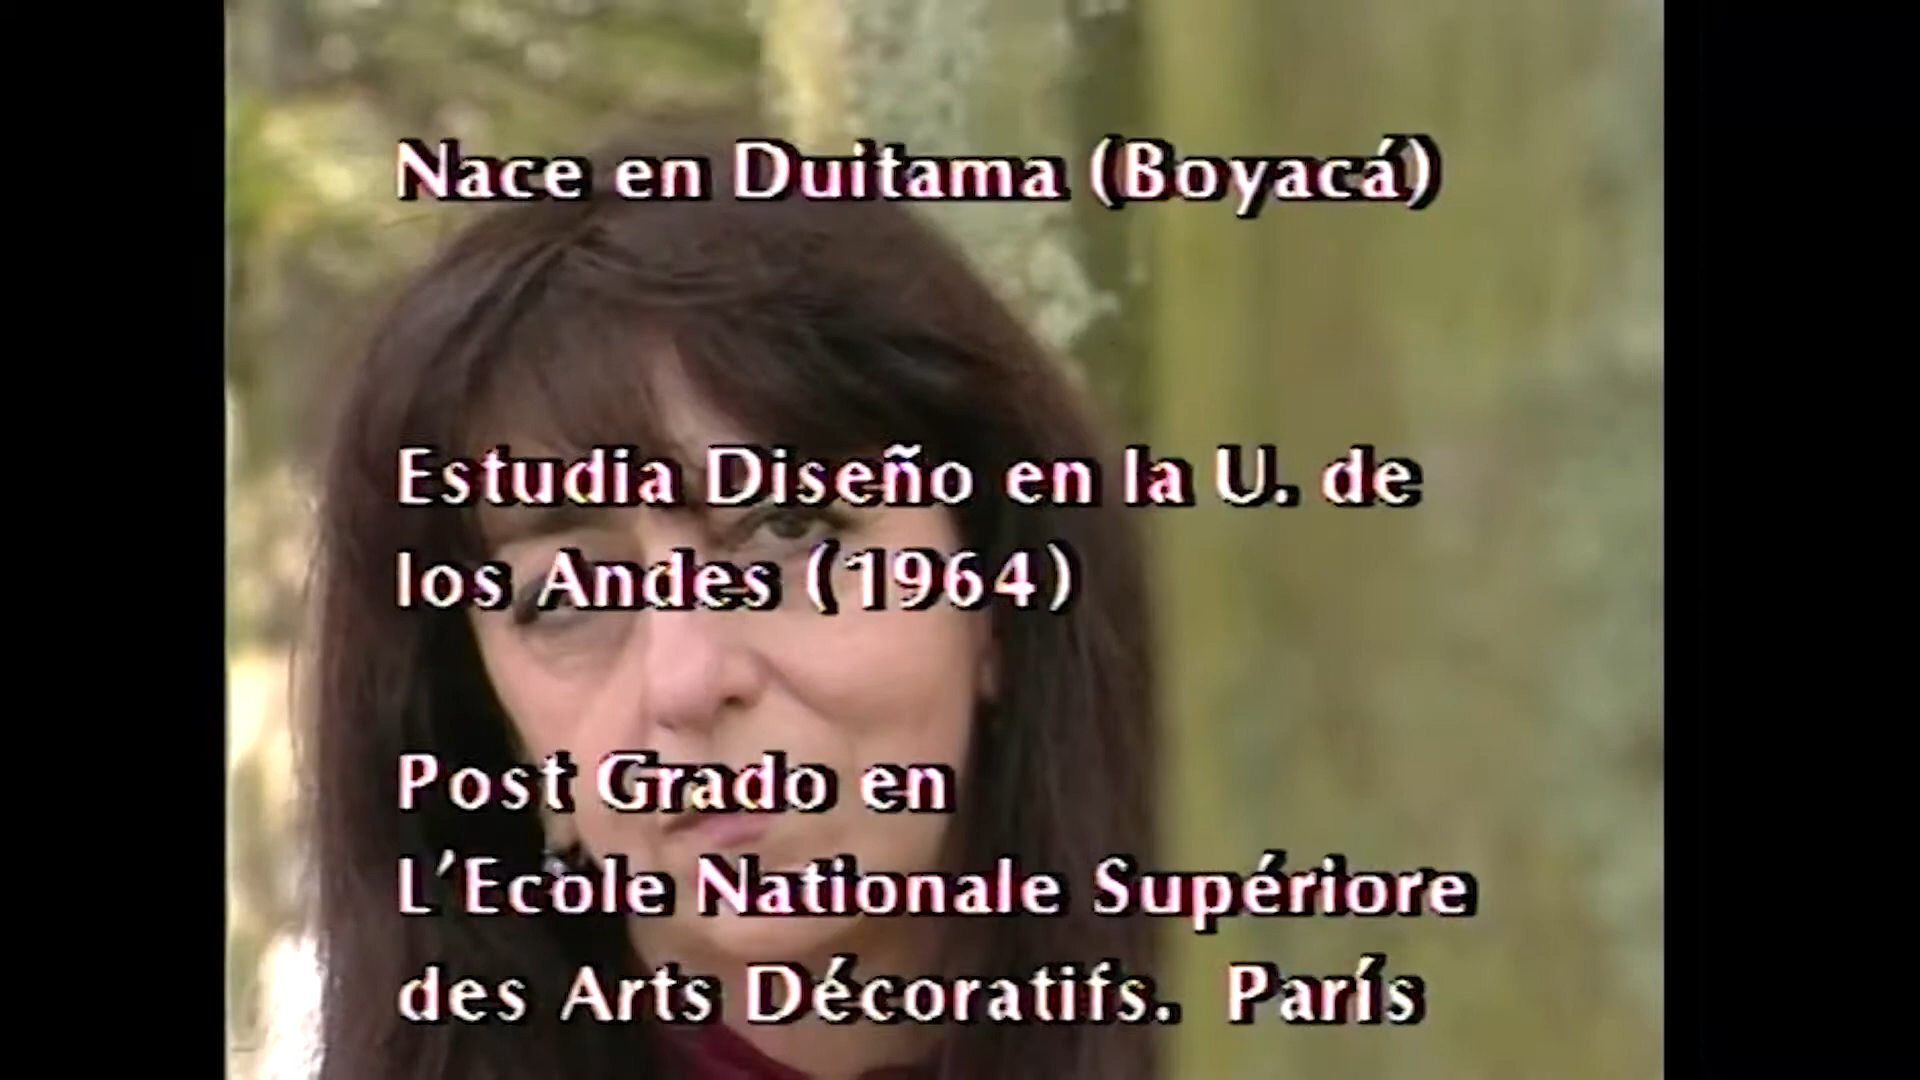 Nace en Duitama (Boyacá)
Estudia Diseño en la U. de
los Andes (1964)
Post Grado en
L'Ecole Nationale Supériore
des Arts Décoratifs. París